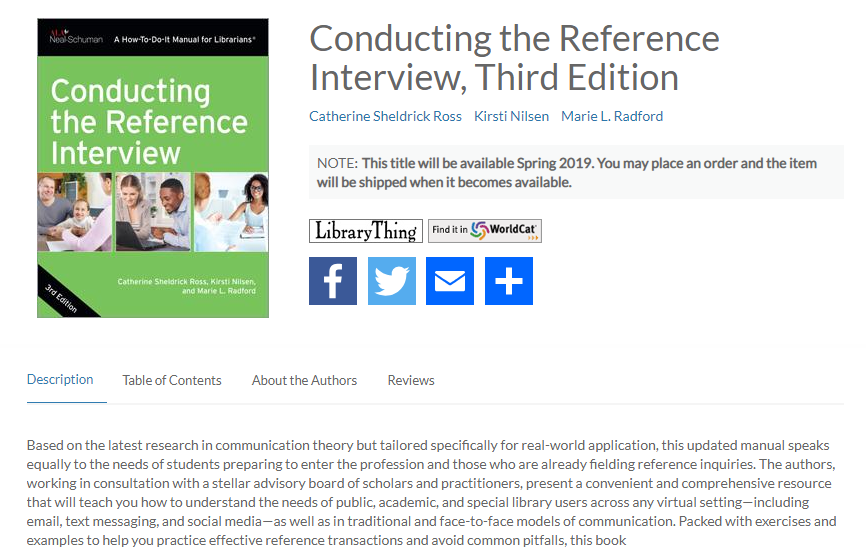 ALA
Neal-Schuman
A How-To-Do-It Manual for Librarians®
Conducting
the Reference
Interview
Catherine Sheldrick Ross, Kirsti Nilsen,
and Marie L. Radford
3rd Edition
Conducting the Reference
Interview, Third Edition
Catherine Sheldrick Ross Kirsti Nilsen Marie L. Radford
NOTE: This title will be available Spring 2019. You may place an order and the item
will be shipped when it becomes available.
LibraryThing
Find it in WorldCat
Description Table of Contents About the Authors Reviews
Based on the latest research in communication theory but tailored specifically for real-world application, this updated manual speaks
equally to the needs of students preparing to enter the profession and those who are already fielding reference inquiries. The authors,
working in consultation with a stellar advisory board of scholars and practitioners, present a convenient and comprehensive resource
that will teach you how to understand the needs of public, academic, and special library users across any virtual setting—including
email, text messaging, and social media—as well as in traditional and face-to-face models of communication. Packed with exercises and
examples to help you practice effective reference transactions and avoid common pitfalls, this book